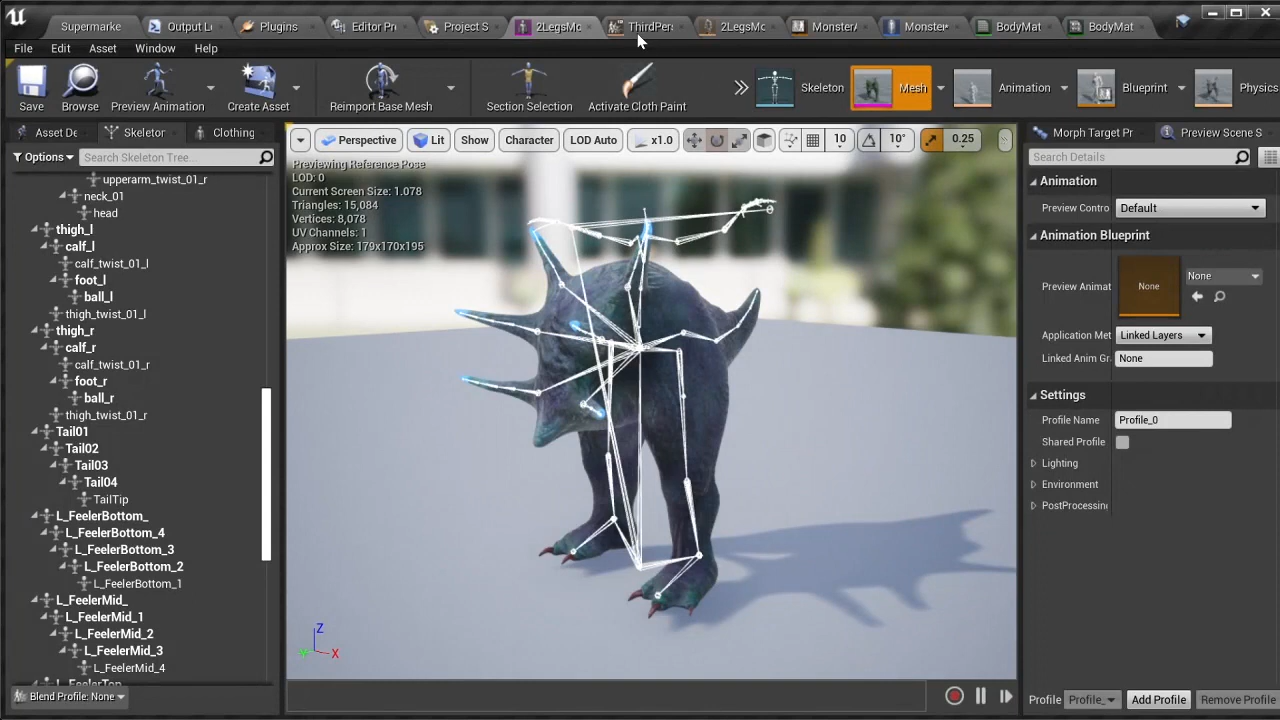 Supermarke
Output L
Plugins
Editor Pr
Project S
2LegsMo
ThirdPer
2LegsMc
Monster/
Monster
BodyMat
BodyMat
File
Edit
Asset
Window
Help
Save
Browse
Preview Animation
Create Asset
Reimport Base Mesh
Section Selection
Activate Cloth Paint
Skeleton
Mesh
Animation
Blueprint
Physics
Asset De
Skeleton
Clothing
Perspective
Lit
Show
Character
LOD Auto
x1.0
10
10°
0.25
Morph Target Pr
Preview Scene S
Options
Search Skeleton Tree...
Search Details
Previewing Reference Pose
LOD: 0
Current Screen Size: 1.078
Triangles: 15,084
Vertices: 8,078
UV Channels: 1
Approx Size: 179x170x195
upperarm_twist_01_r
neck_01
head
thigh_l
calf_l
calf_twist_01_l
foot_l
ball_l
thigh_twist_01_l
thigh_r
calf_r
calf_twist_01_r
foot_r
ball_r
thigh_twist_01_r
Tail01
Tail02
Tail03
Tail04
TailTip
L_FeelerBottom_
L_FeelerBottom_4
L_FeelerBottom_3
L_FeelerBottom_2
L_FeelerBottom_1
L_FeelerMid_
L_FeelerMid_1
L_FeelerMid_2
L_FeelerMid_3
L_FeelerMid_4
L_FeelerTop_
Blend Profile: None
Z
X
Animation
Preview Contro
Default
Animation Blueprint
Preview Animat
None
None
Application Met
Linked Layers
Linked Anim Gr
None
Settings
Profile Name
Profile_0
Shared Profile
Lighting
Environment
PostProcessing
Profile
Profile_
Add Profile
Remove Profile